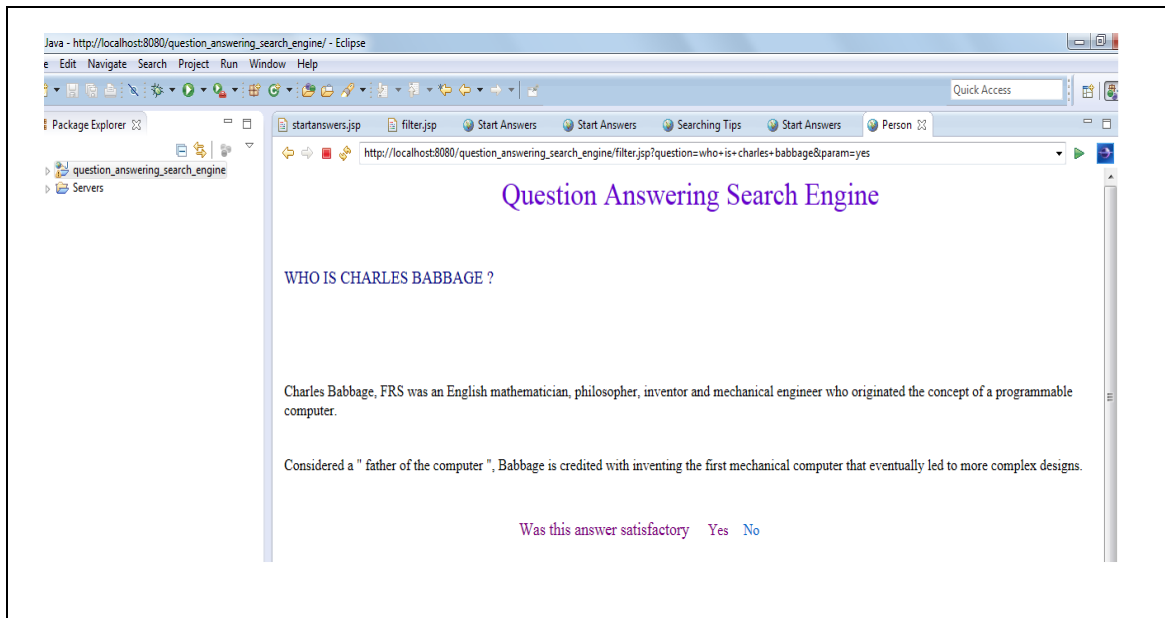 Java - http://localhost:8080/question_answering_search_engine/ - Eclipse
Edit Navigate Search Project Run Window Help
Quick Access
Package Explorer
startanswers.jsp filter.jsp Start Answers Start Answers Searching Tips Start Answers Person
http://localhost:8080/question_answering_search_engine/filter.jsp?question=who+is+charles+babbage&param=yes
question_answering_search_engine
Servers
Question Answering Search Engine
WHO IS CHARLES BABBAGE ?
Charles Babbage, FRS was an English mathematician, philosopher, inventor and mechanical engineer who originated the concept of a programmable
computer.
Considered a " father of the computer ", Babbage is credited with inventing the first mechanical computer that eventually led to more complex designs.
Was this answer satisfactory Yes No